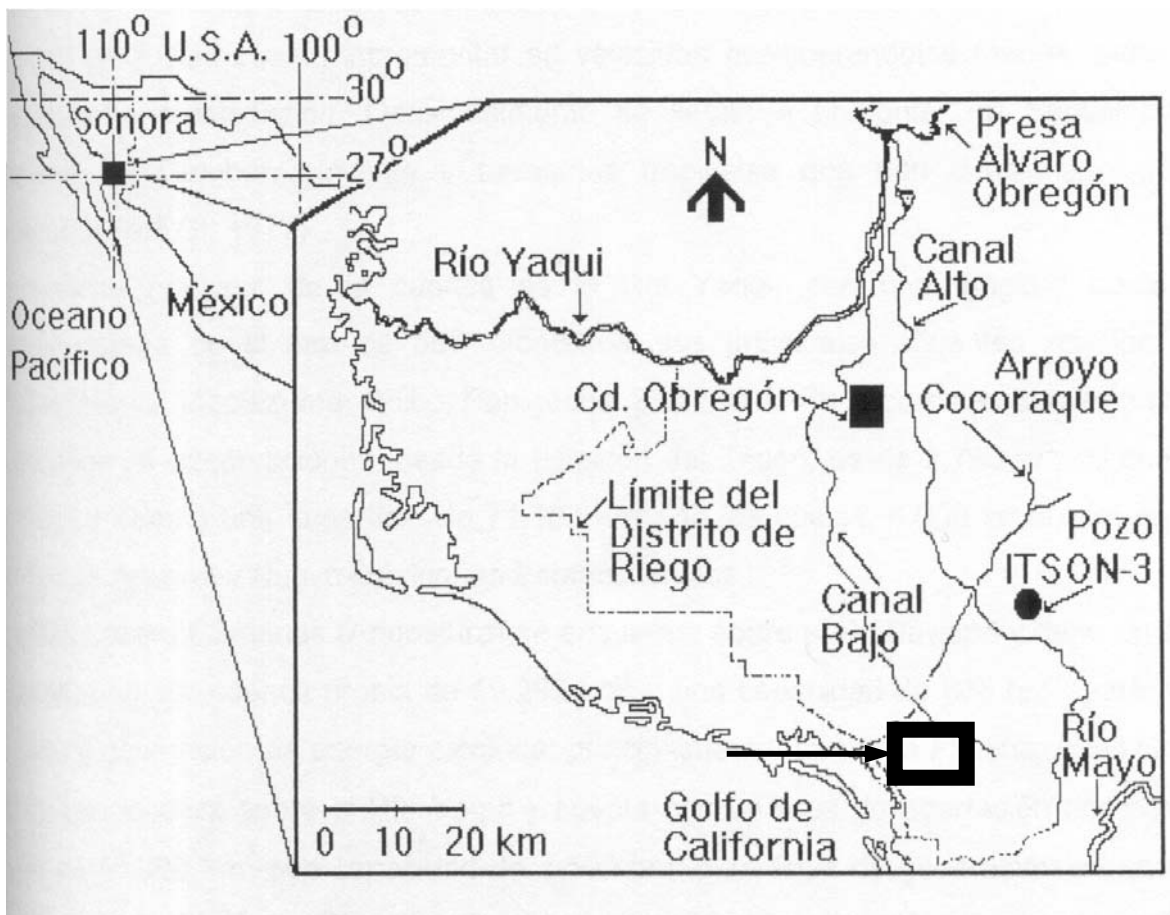 110° U.S.A 100°
30°
Sonora
27°
México
Oceano
Pacífico
N
Presa
Alvaro
Obregón
Canal
Alto
Río Yaqui
Cd. Obregón
Arroyo
Cocoraque
Límite del
Distrito de
Riego
Pozo
ITSON-3
Canal
Bajo
Río
Mayo
Golfo de
California
0 10 20 km